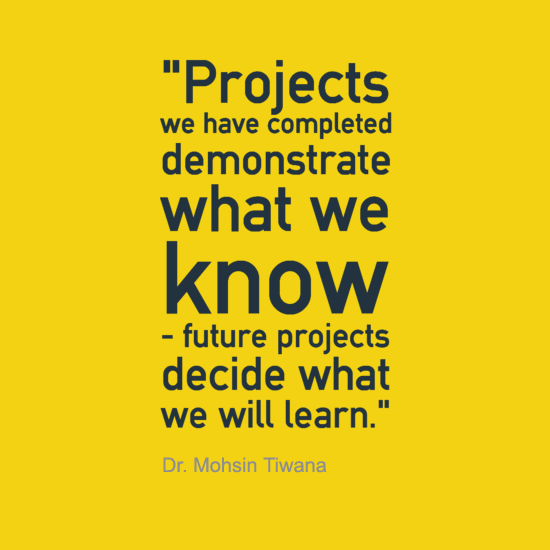 "Projects
we have completed
demonstrate
what we
know
- future projects
decide what
we will learn."
Dr. Mohsin Tiwana